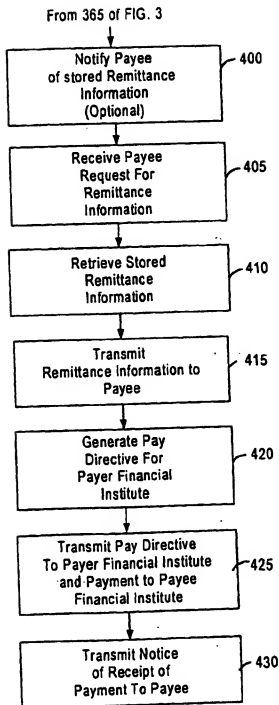 From 365 of FIG. 3
Notify Payee
of stored Remittance
Information
(Optional)
400
Receive Payee
Request For
Remittance
Information
405
Retrieve Stored
Remittance
Information
410
Transmit
Remittance Information to
Payee
415
Generate Pay
Directive For
Payer Financial
Institute
420
Transmit Pay Directive
To Payer Financial Institute
and Payment to Payee
Financial Institute
425
Transmit Notice
of Receipt of
Payment To Payee
430